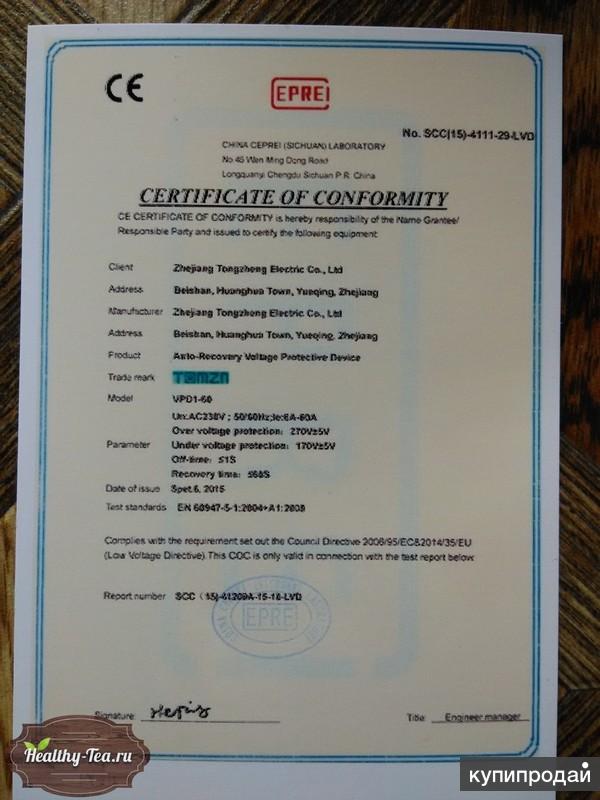 CE
CEPREI
No. SCC(15)-4111-29-LVD
CHINA CEPREI (SICHUAN) LABORATORY
No 45 Wen Ming Dong Road
Longquanyi Chengdu Sichuan P.R. China
CERTIFICATE OF CONFORMITY
CE CERTIFICATE OF CONFORMITY is hereby responsibility of the Name Grantee/
Responsible Party and issued to certify the following equipment:
Client Zhejiang Tongzheng Electric Co., Ltd
Address Beishan, Huanghua Town, Yueqing, Zhejiang
Manufacturer Zhejiang Tongzheng Electric Co., Ltd
Address Beishan, Huanghua Town, Yueqing, Zhejiang
Product Auto-Recovery Voltage Protective Device
Trade mark TOMZN
Model VPD1-60
Un:AC230V ; 50/60Hz;Ie:6A-60A
Over voltage protection: 270V±5V
Parameter Under voltage protection: 170V±5V
Off-time: ≤1S
Recovery time: ≤60S
Date of issue Spet.6, 2015
Test standards EN 60947-5-1:2004+A1:2009
Complies with the requirement set out the Council Directive 2006/95/EC&2014/35/EU
(Low Voltage Directive).This COC is only valid in connection with the test report below:
Report number SCC (15)-41209A-15-10-LVD
CEPREI
Signature:
Title: Engineer manager
Healthy-Tea.ru
купипродай